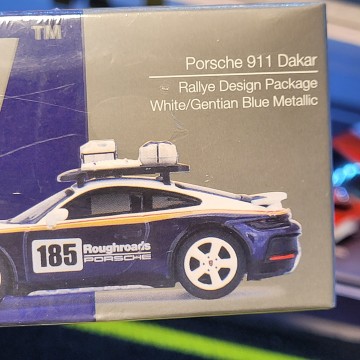 TM
Porsche 911 Dakar
Rallye Design Package
White/Gentian Blue Metallic
185 Roughroads
PORSCHE